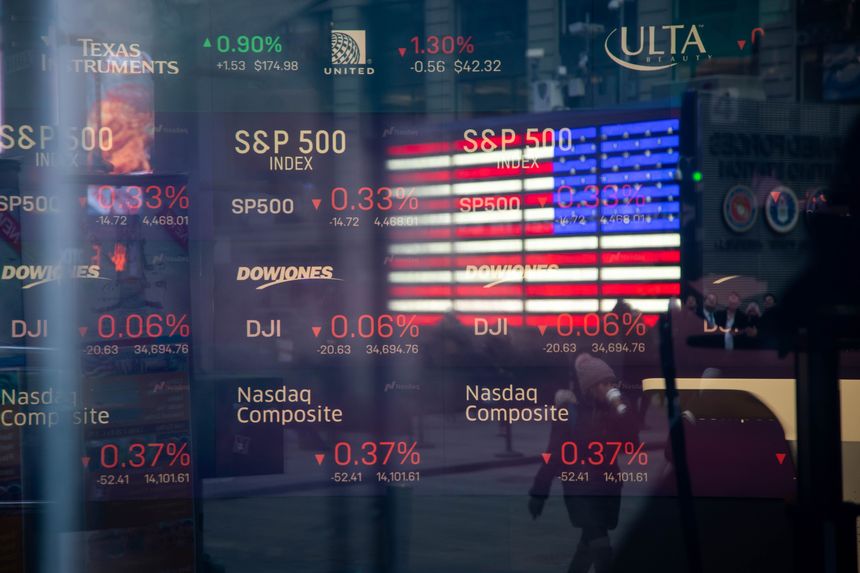 TEXAS INSTRUMENTS
▲ 0.90%
+1.53 $174.98
UNITED
▼ 1.30%
-0.56 $42.32
ULTA
BEAUTY
▼
S&P 500
INDEX
SP500 ▼ 0.33%
-14.72 4,468.01
DOWJONES
DJI ▼ 0.06%
-20.63 34,694.76
Nasdaq
Composite
▼ 0.37%
-52.41 14,101.61
S&P 500
INDEX
SP500 ▼ 0.33%
-14.72 4,468.01
DOWJONES
DJI ▼ 0.06%
-20.63 34,694.76
Nasdaq
Composite
▼ 0.37%
-52.41 14,101.61
S&P 500
INDEX
SP500 ▼ 0.33%
-14.72 4,468.01
DOWJONES
DJI ▼ 0.06%
-20.63 34,694.76
Nasdaq
Composite
▼ 0.37%
-52.41 14,101.61